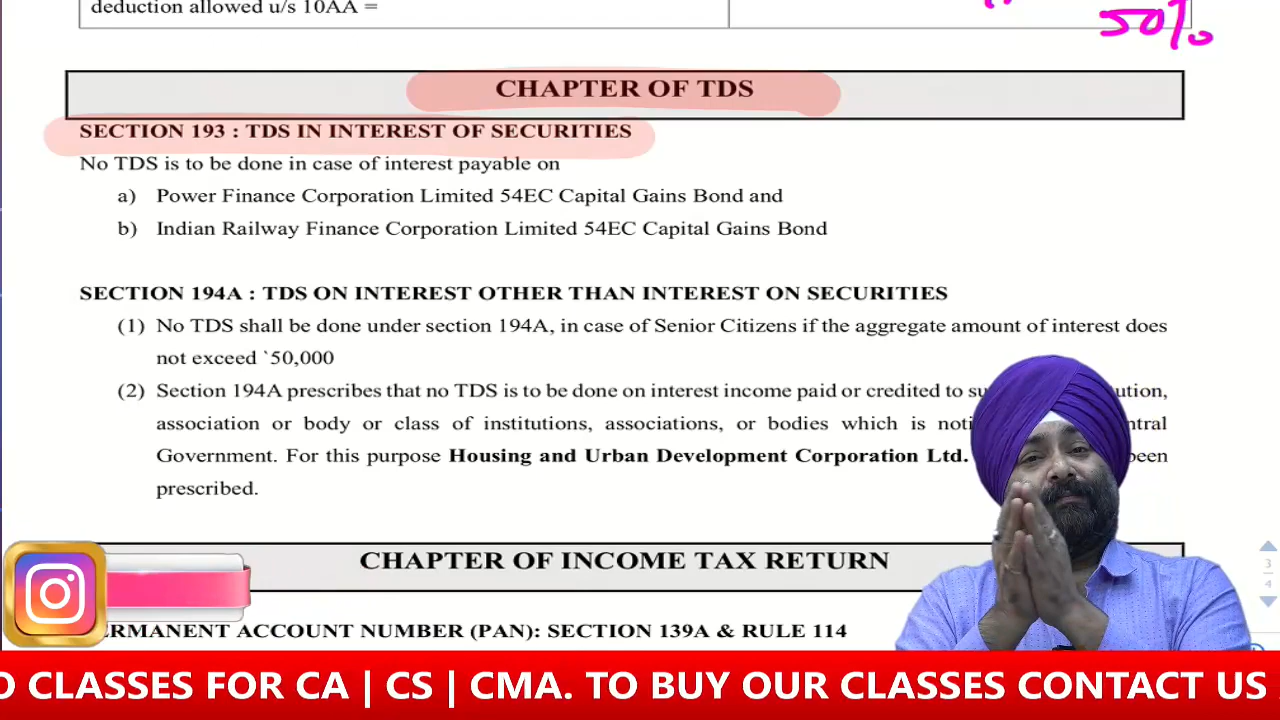 deduction allowed u/s 10AA =
50%
CHAPTER OF TDS
SECTION 193 : TDS IN INTEREST OF SECURITIES
No TDS is to be done in case of interest payable on
a) Power Finance Corporation Limited 54EC Capital Gains Bond and
b) Indian Railway Finance Corporation Limited 54EC Capital Gains Bond
SECTION 194A : TDS ON INTEREST OTHER THAN INTEREST ON SECURITIES
(1) No TDS shall be done under section 194A, in case of Senior Citizens if the aggregate amount of interest does
not exceed `50,000
(2) Section 194A prescribes that no TDS is to be done on interest income paid or credited to
association or body or class of institutions, associations, or bodies which is
Government. For this purpose Housing and Urban Development Corporation Ltd. been
prescribed.
CHAPTER OF INCOME TAX RETURN
ERMANENT ACCOUNT NUMBER (PAN): SECTION 139A & RULE 114
3
4
CLASSES FOR CA | CS | CMA. TO BUY OUR CLASSES CONTACT US